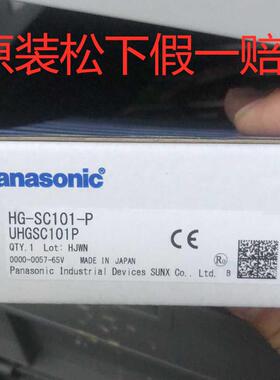 原装松下假一赔
Panasonic
HG-SC101-P
UHGSC101P
QTY.1 Lot: HJWN
0000-0057-65V MADE IN JAPAN
Panasonic Industrial Devices SUNX Co., Ltd. B
CE